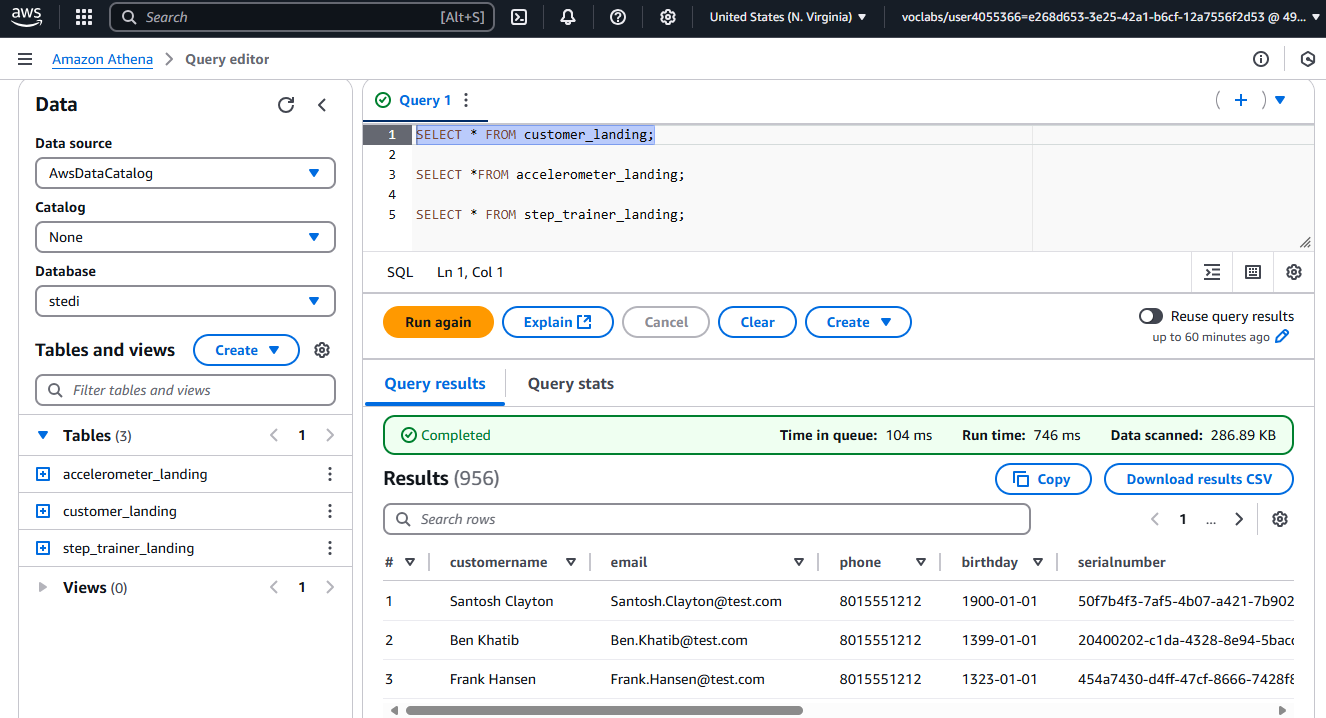 aws
Search [Alt+S] United States (N. Virginia) voclabs/user4055366=e268d653-3e25-42a1-b6cf-12a7556f2d53 @ 49...
Amazon Athena Query editor
Data
Data source
AwsDataCatalog
Catalog
None
Database
stedi
Tables and views Create
Filter tables and views
Tables (3) 1
accelerometer_landing
customer_landing
step_trainer_landing
Views (0) 1
Query 1
1 SELECT * FROM customer_landing;
2
3 SELECT *FROM accelerometer_landing;
4
5 SELECT * FROM step_trainer_landing;
SQL Ln 1, Col 1
Run again Explain Cancel Clear Create
Reuse query results
up to 60 minutes ago
Query results Query stats
Completed Time in queue: 104 ms Run time: 746 ms Data scanned: 286.89 KB
Results (956) Copy Download results CSV
Search rows 1 ...
# customername email phone birthday serialnumber
1 Santosh Clayton Santosh.Clayton@test.com 8015551212 1900-01-01 50f7b4f3-7af5-4b07-a421-7b902
2 Ben Khatib Ben.Khatib@test.com 8015551212 1399-01-01 20400202-c1da-4328-8e94-5bacc
3 Frank Hansen Frank.Hansen@test.com 8015551212 1323-01-01 454a7430-d4ff-47cf-8666-7428f8